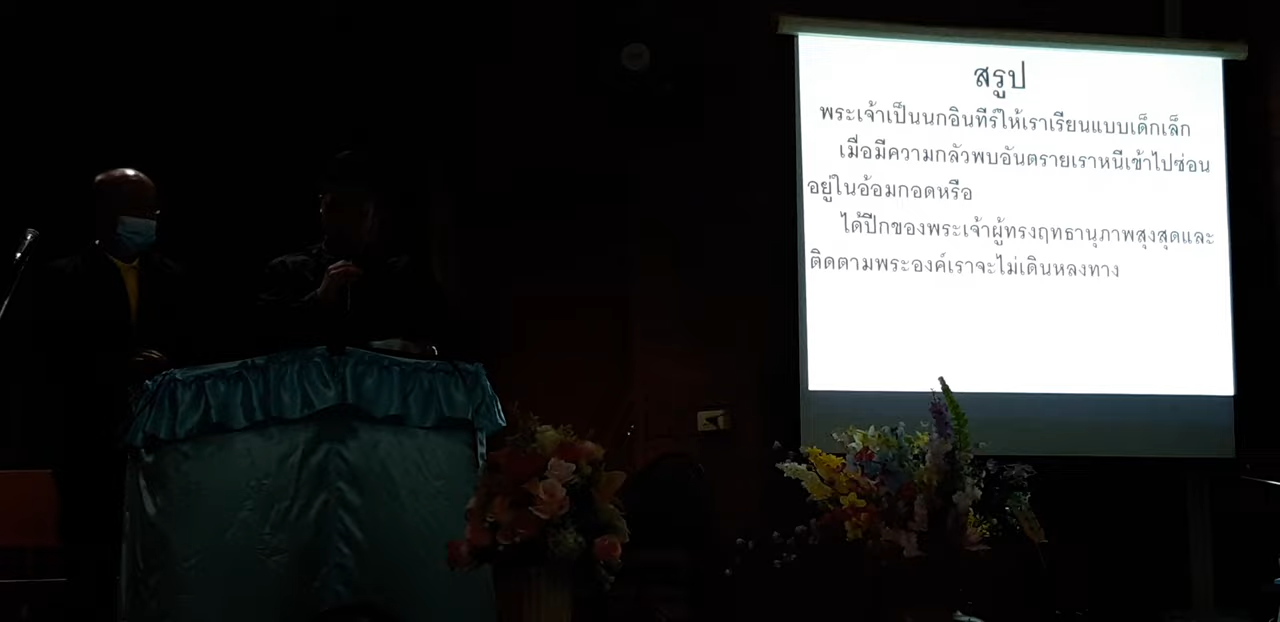 สรูป
พระเจ้าเป็นนกอินทีร์ให้เราเรียนแบบเด็กเล็ก
เมื่อมีความกลัวพบอันตรายเราหนีเข้าไปซ่อน
อยู่ในอ้อมกอดหรือ
ได้ปีกของพระเจ้าผู้ทรงฤทธานุภาพสุงสุดและ
ติดตามพระองค์เราจะไม่เดินหลงทาง